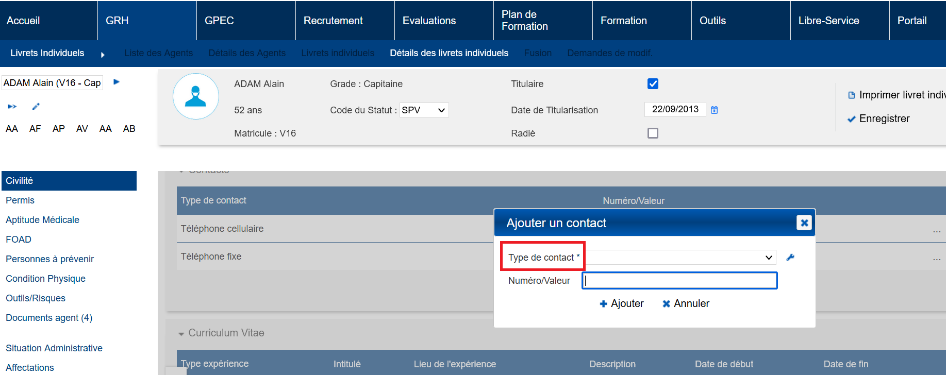 Accueil
GRH
GPEC
Recrutement
Evaluations
Plan de
Formation
Formation
Outils
Libre-Service
Portail
Livrets Individuels
Liste des Agents
Détails des Agents
Livrets individuels
Détails des livrets individuels
Fusion
Demandes de modif.
ADAM Alain (V16 - Cap
AA AF AP AV AA AB
ADAM Alain
Grade : Capitaine
Titulaire
52 ans
Code du Statut : SPV
Date de Titularisation
22/09/2013
Matricule : V16
Radié
Imprimer livret indiv
Enregistrer
Civilité
Permis
Aptitude Médicale
FOAD
Personnes à prévenir
Condition Physique
Outils/Risques
Documents agent (4)
Situation Administrative
Affectations
Contacts
Type de contact
Numéro/Valeur
Téléphone cellulaire
...
Téléphone fixe
...
Ajouter un contact
Type de contact *
Numéro/Valeur
Ajouter
Annuler
Curriculum Vitae
Type expérience
Intitulé
Lieu de l'expérience
Description
Date de début
Date de fin